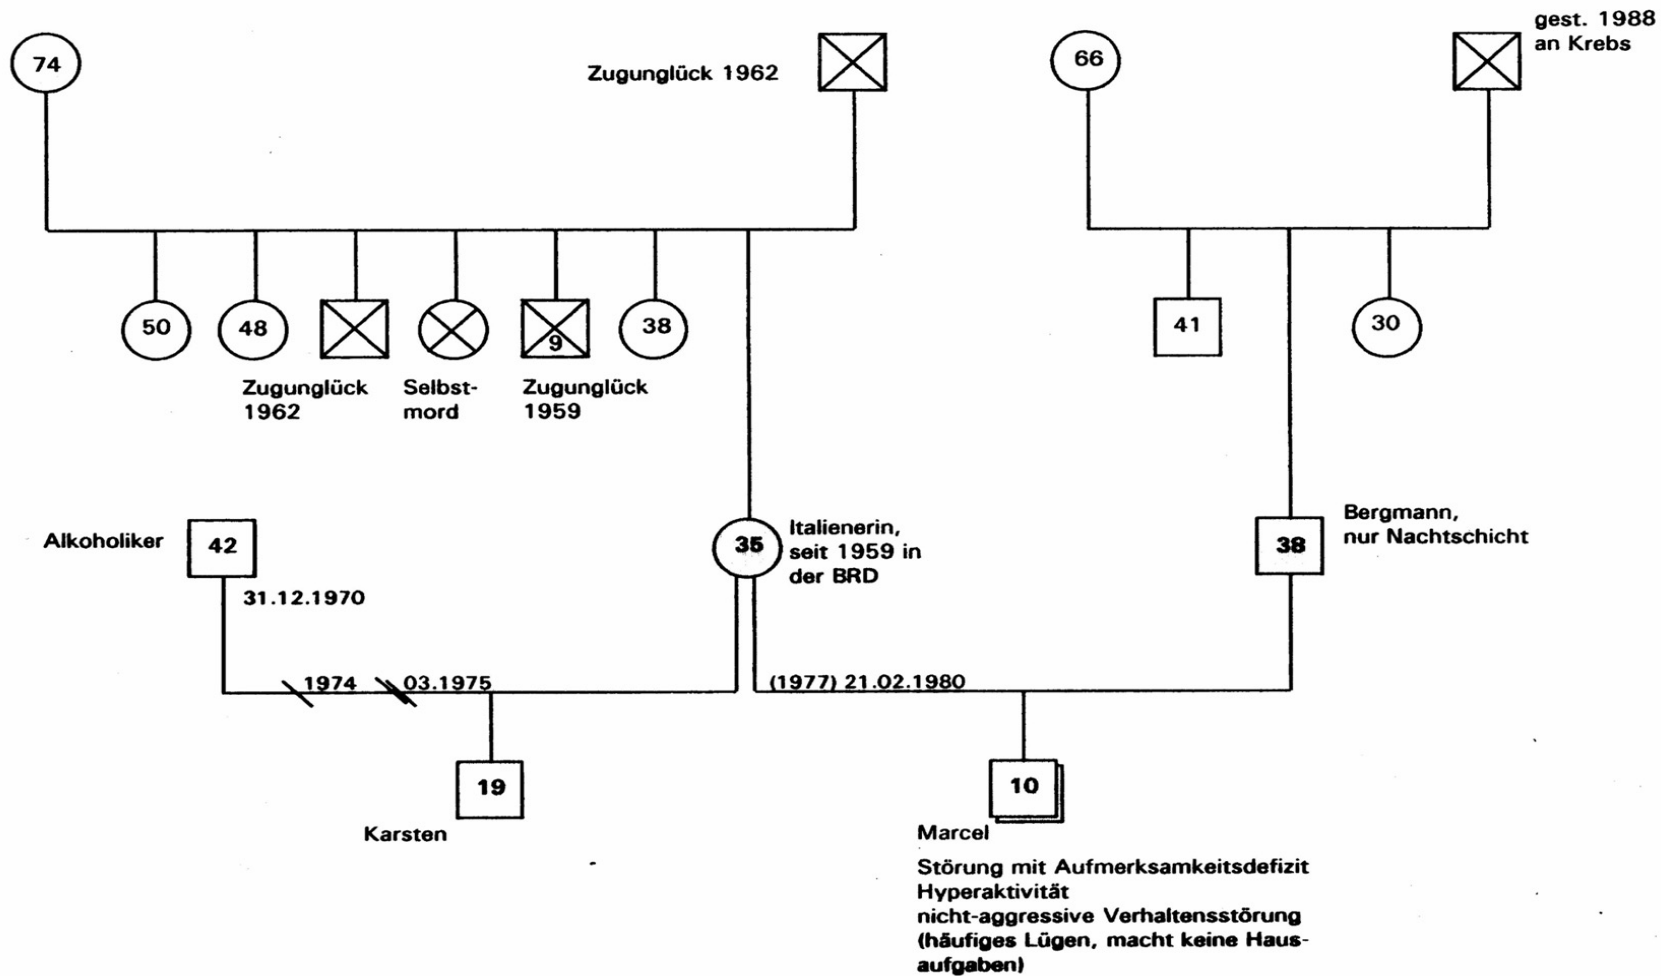 gest. 1988
an Krebs
74
Zugunglück 1962
66
50
48
9
38
41
30
Zugunglück
1962
Selbst-
mord
Zugunglück
1959
Alkoholiker
42
31.12.1970
35
Italienerin,
seit 1959 in
der BRD
38
Bergmann,
nur Nachtschicht
1974
03.1975
(1977) 21.02.1980
19
Karsten
10
Marcel
Störung mit Aufmerksamkeitsdefizit
Hyperaktivität
nicht-aggressive Verhaltensstörung
(häufiges Lügen, macht keine Haus-
aufgaben)